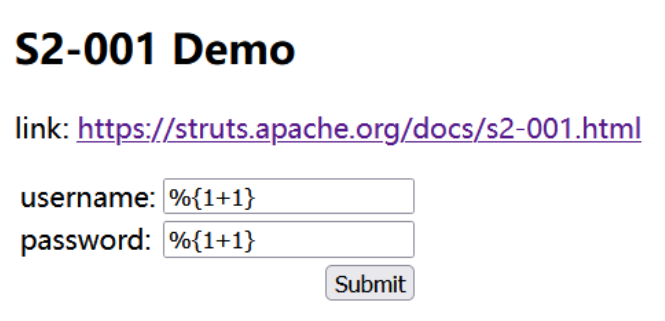 S2-001 Demo
link: https://struts.apache.org/docs/s2-001.html
username: %{1+1}
password: %{1+1}
Submit